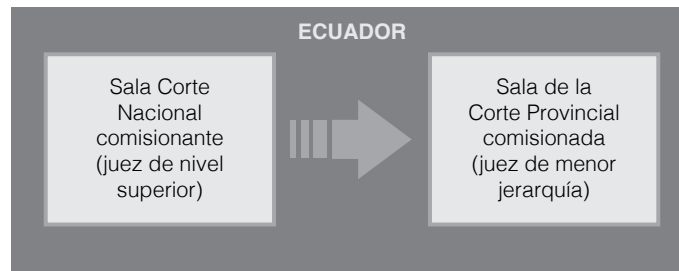 ECUADOR
Sala Corte
Nacional
comisionante
(juez de nivel
superior)
Sala de la
Corte Provincial
comisionada
(juez de menor
jerarquía)